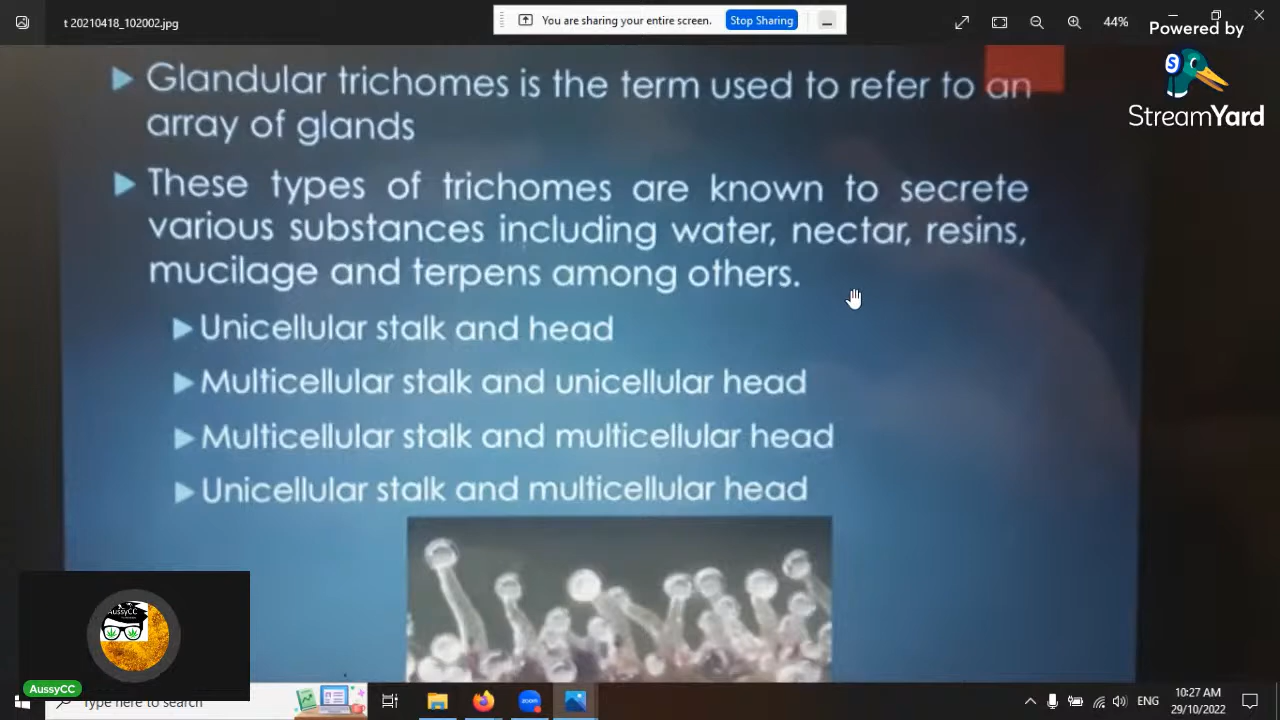 t 20210418_102002.jpg
You are sharing your entire screen.
Stop Sharing
44%
Powered by
StreamYard
Glandular trichomes is the term used to refer to an
array of glands
These types of trichomes are known to secrete
various substances including water, nectar, resins,
mucilage and terpens among others.
Unicellular stalk and head
Multicellular stalk and unicellular head
Multicellular stalk and multicellular head
Unicellular stalk and multicellular head
AussyCC
AussyCC
Type here to search
zoom
ENG
10:27 AM
29/10/2022